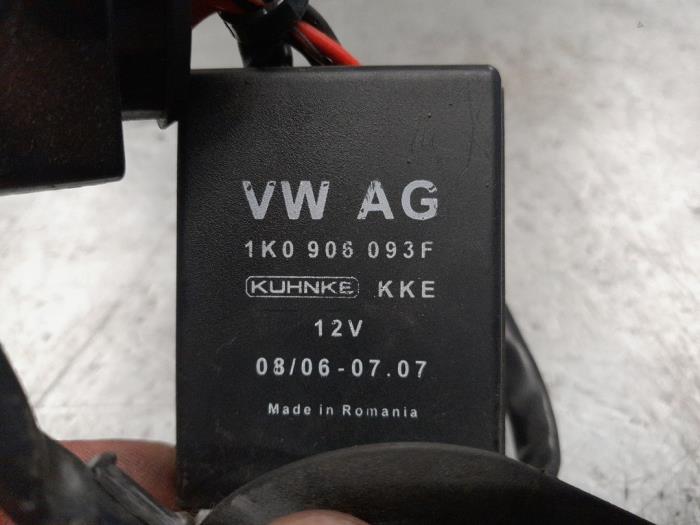 VW AG
1K0 906 093F
KUHNKE KKE
12V
08/06-07.07
Made in Romania